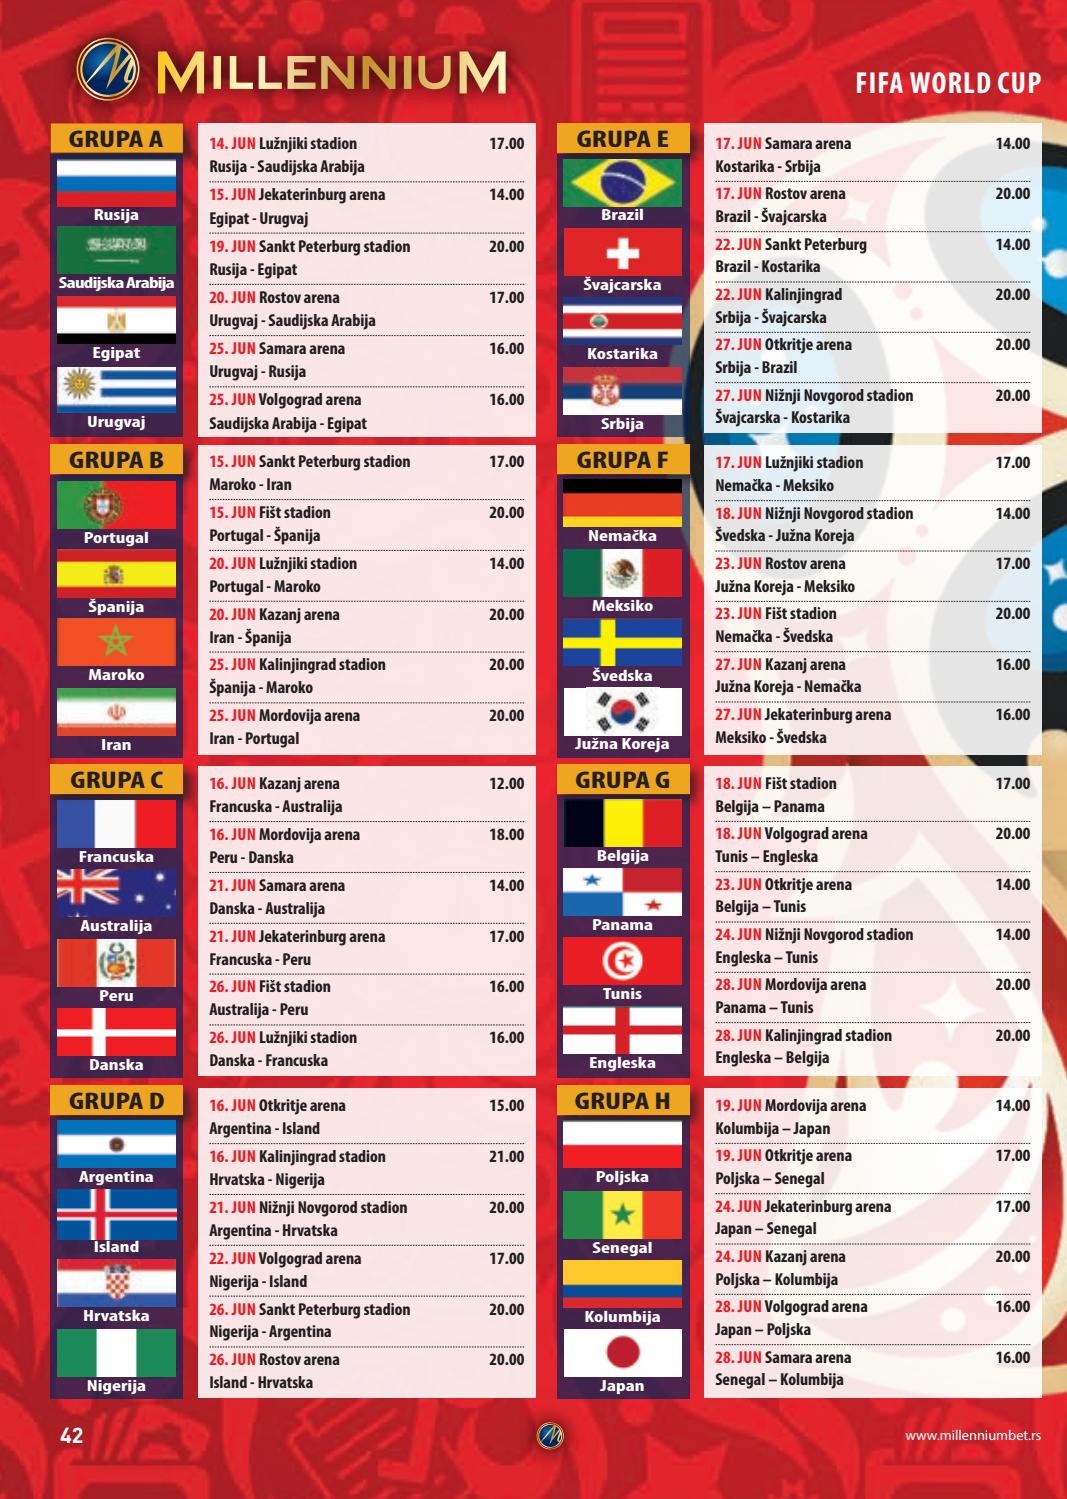 MILLENNIUM
FIFA WORLD CUP
GRUPA A
Rusija
Saudijska Arabija
Egipat
Urugvaj
14. JUN Lužnjiki stadion 17.00
Rusija - Saudijska Arabija
15. JUN Jekaterinburg arena 14.00
Egipat - Urugvaj
19. JUN Sankt Peterburg stadion 20.00
Rusija - Egipat
20. JUN Rostov arena 17.00
Urugvaj - Saudijska Arabija
25. JUN Samara arena 16.00
Urugvaj - Rusija
25. JUN Volgograd arena 16.00
Saudijska Arabija - Egipat
GRUPA B
Portugal
Španija
Maroko
Iran
15. JUN Sankt Peterburg stadion 17.00
Maroko - Iran
15. JUN Fišt stadion 20.00
Portugal - Španija
20. JUN Lužnjiki stadion 14.00
Portugal - Maroko
20. JUN Kazanj arena 20.00
Iran - Španija
25. JUN Kalinjingrad stadion 20.00
Španija - Maroko
25. JUN Mordovija arena 20.00
Iran - Portugal
GRUPA C
Francuska
Australija
Peru
Danska
16. JUN Kazanj arena 12.00
Francuska - Australija
16. JUN Mordovija arena 18.00
Peru - Danska
21. JUN Samara arena 14.00
Danska - Australija
21. JUN Jekaterinburg arena 17.00
Francuska - Peru
26. JUN Fišt stadion 16.00
Australija - Peru
26. JUN Lužnjiki stadion 16.00
Danska - Francuska
GRUPA D
Argentina
Island
Hrvatska
Nigerija
16. JUN Otkritje arena 15.00
Argentina - Island
16. JUN Kalinjingrad stadion 21.00
Hrvatska - Nigerija
21. JUN Nižnji Novgorod stadion 20.00
Argentina - Hrvatska
22. JUN Volgograd arena 17.00
Nigerija - Island
26. JUN Sankt Peterburg stadion 20.00
Nigerija - Argentina
26. JUN Rostov arena 20.00
Island - Hrvatska
GRUPA E
Brazil
Švajcarska
Kostarika
Srbija
17. JUN Samara arena 14.00
Kostarika - Srbija
17. JUN Rostov arena 20.00
Brazil - Švajcarska
22. JUN Sankt Peterburg 14.00
Brazil - Kostarika
22. JUN Kalinjingrad 20.00
Srbija - Švajcarska
27. JUN Otkritje arena 20.00
Srbija - Brazil
27. JUN Nižnji Novgorod stadion 20.00
Švajcarska - Kostarika
GRUPA F
Nemačka
Meksiko
Švedska
Južna Koreja
17. JUN Lužnjiki stadion 17.00
Nemačka - Meksiko
18. JUN Nižnji Novgorod stadion 14.00
Švedska - Južna Koreja
23. JUN Rostov arena 17.00
Južna Koreja - Meksiko
23. JUN Fišt stadion 20.00
Nemačka - Švedska
27. JUN Kazanj arena 16.00
Južna Koreja - Nemačka
27. JUN Jekaterinburg arena 16.00
Meksiko - Švedska
GRUPA G
Belgija
Panama
Tunis
Engleska
18. JUN Fišt stadion 17.00
Belgija – Panama
18. JUN Volgograd arena 20.00
Tunis – Engleska
23. JUN Otkritje arena 14.00
Belgija – Tunis
24. JUN Nižnji Novgorod stadion 14.00
Engleska – Tunis
28. JUN Mordovija arena 20.00
Panama – Tunis
28. JUN Kalinjingrad stadion 20.00
Engleska – Belgija
GRUPA H
Poljska
Senegal
Kolumbija
Japan
19. JUN Mordovija arena 14.00
Kolumbija – Japan
19. JUN Otkritje arena 17.00
Poljska – Senegal
24. JUN Jekaterinburg arena 17.00
Japan – Senegal
24. JUN Kazanj arena 20.00
Poljska – Kolumbija
28. JUN Volgograd arena 16.00
Japan – Poljska
28. JUN Samara arena 16.00
Senegal – Kolumbija
42
www.millenniumbet.rs